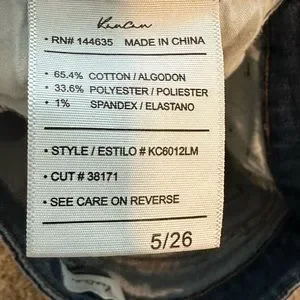 KanCan
• RN# 144635 MADE IN CHINA
• 65.4% COTTON / ALGODON
• 33.6% POLYESTER / POLIESTER
• 1% SPANDEX / ELASTANO
• STYLE / ESTILO # KC6012LM
• CUT # 38171
• SEE CARE ON REVERSE
5/26